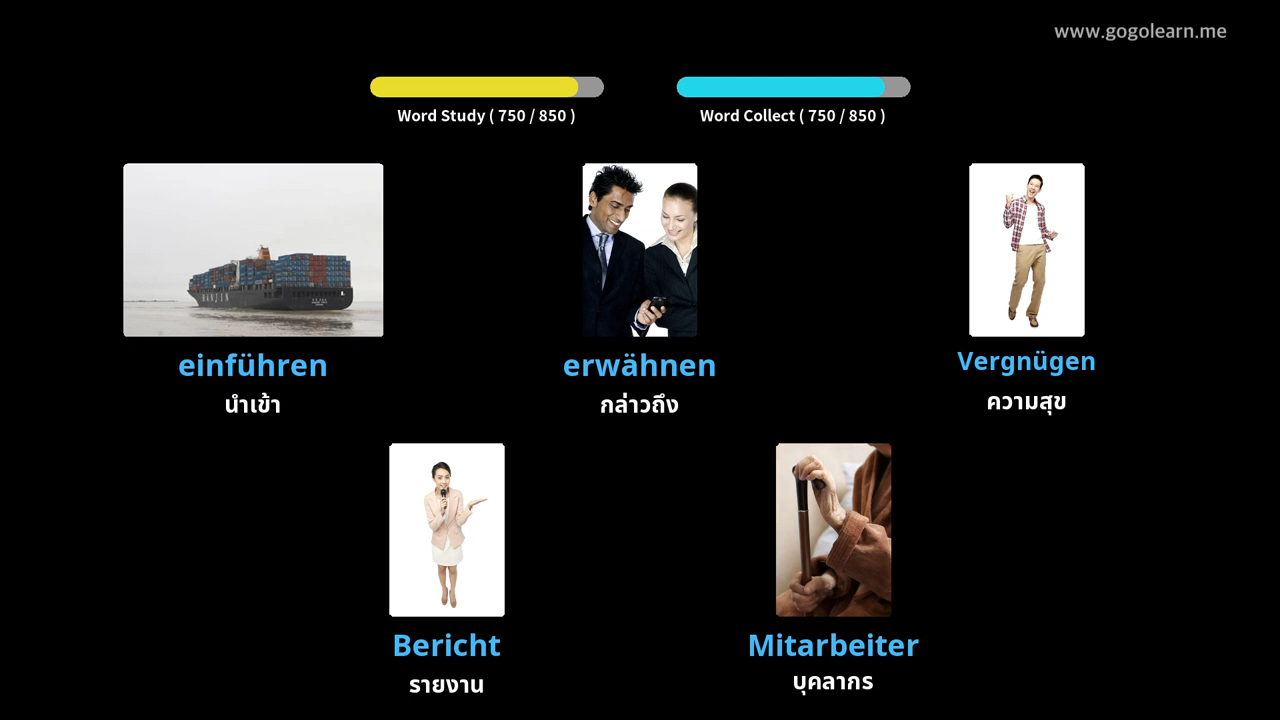 www.gogolearn.me
Word Study ( 750 / 850 )
Word Collect ( 750 / 850 )
einführen
นำเข้า
erwähnen
กล่าวถึง
Vergnügen
ความสุข
HANJIN
Bericht
รายงาน
Mitarbeiter
บุคลากร